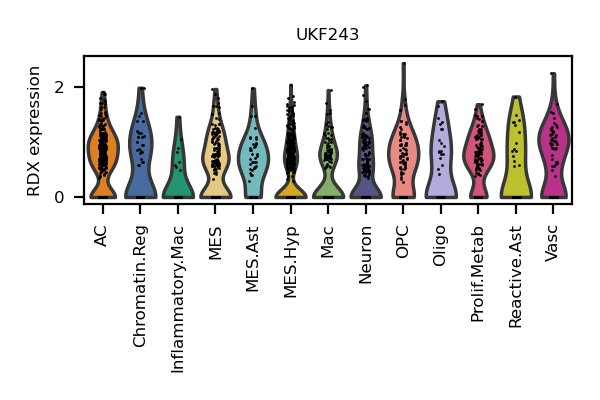 UKF243
RDX expression
2
0
AC
Chromatin.Reg
Inflammatory.Mac
MES
MES.Ast
MES.Hyp
Mac
Neuron
OPC
Oligo
Prolif.Metab
Reactive.Ast
Vasc